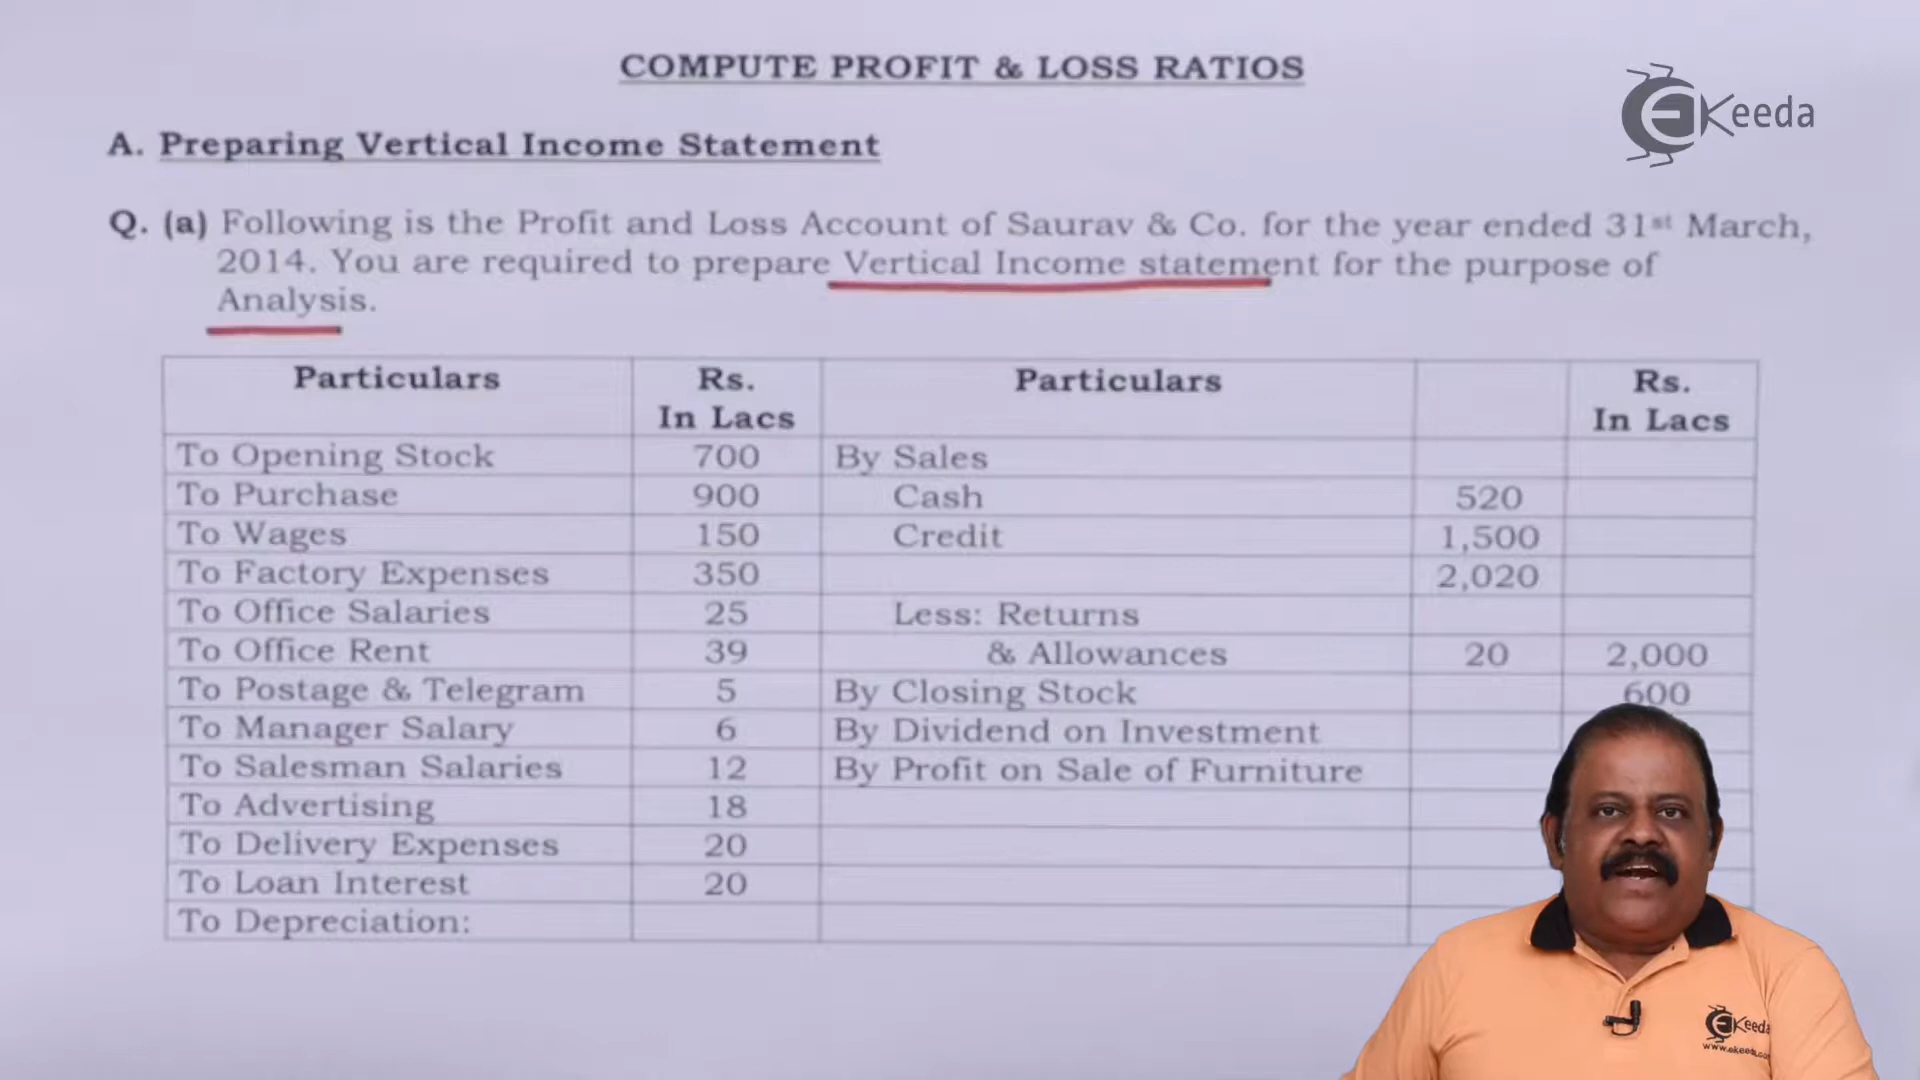 COMPUTE PROFIT & LOSS RATIOS
EKeeda
A. Preparing Vertical Income Statement
Q. (a) Following is the Profit and Loss Account of Saurav & Co. for the year ended 31st March,
2014. You are required to prepare Vertical Income statement for the purpose of
Analysis.
Particulars Rs. In Lacs Particulars Rs. In Lacs
To Opening Stock 700 By Sales
To Purchase 900 Cash 520
To Wages 150 Credit 1,500
To Factory Expenses 350 2,020
To Office Salaries 25 Less: Returns
To Office Rent 39 & Allowances 20 2,000
To Postage & Telegram 5 By Closing Stock 600
To Manager Salary 6 By Dividend on Investment
To Salesman Salaries 12 By Profit on Sale of Furniture
To Advertising 18
To Delivery Expenses 20
To Loan Interest 20
To Depreciation:
EKeeda